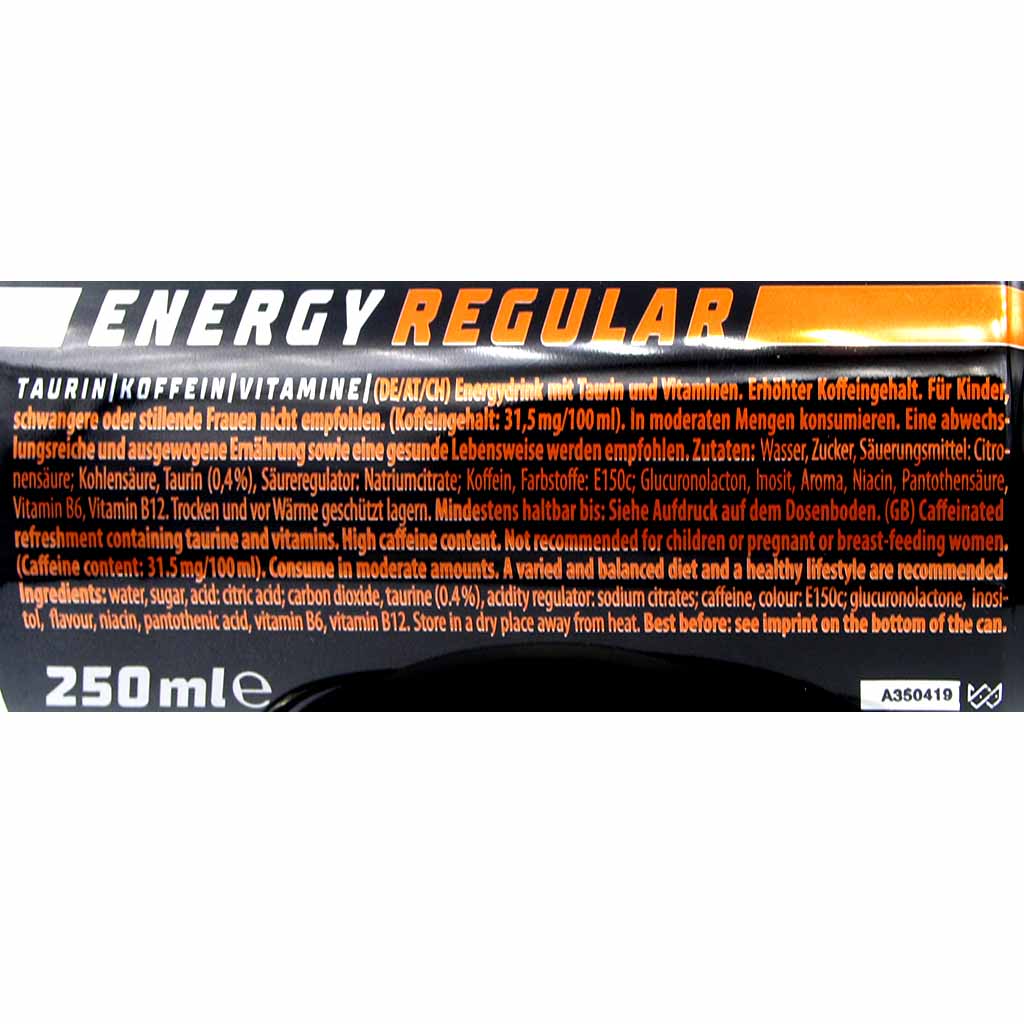 ENERGY REGULAR
TAURIN|KOFFEIN|VITAMINE| (DE/AT/CH) Energydrink mit Taurin und Vitaminen. Erhöhter Koffeingehalt. Für Kinder,
schwangere oder stillende Frauen nicht empfohlen. (Koffeingehalt: 31,5 mg/100 ml). In moderaten Mengen konsumieren. Eine abwechs-
lungsreiche und ausgewogene Ernährung sowie eine gesunde Lebensweise werden empfohlen. Zutaten: Wasser, Zucker, Säuerungsmittel: Citro-
nensäure; Kohlensäure, Taurin (0,4%), Säureregulator: Natriumcitrate; Koffein, Farbstoffe: E150c; Glucuronolacton, Inosit, Aroma, Niacin, Pantothensäure,
Vitamin B6, Vitamin B12. Trocken und vor Wärme geschützt lagern. Mindestens haltbar bis: Siehe Aufdruck auf dem Dosenboden. (GB) Caffeinated
refreshment containing taurine and vitamins. High caffeine content. Not recommended for children or pregnant or breast-feeding women.
(Caffeine content: 31.5 mg/100 ml). Consume in moderate amounts. A varied and balanced diet and a healthy lifestyle are recommended.
Ingredients: water, sugar, acid: citric acid; carbon dioxide, taurine (0.4%), acidity regulator: sodium citrates; caffeine, colour: E150c; glucuronolactone, inosi-
tol, flavour, niacin, pantothenic acid, vitamin B6, vitamin B12. Store in a dry place away from heat. Best before: see imprint on the bottom of the can.
250 ml e
A350419